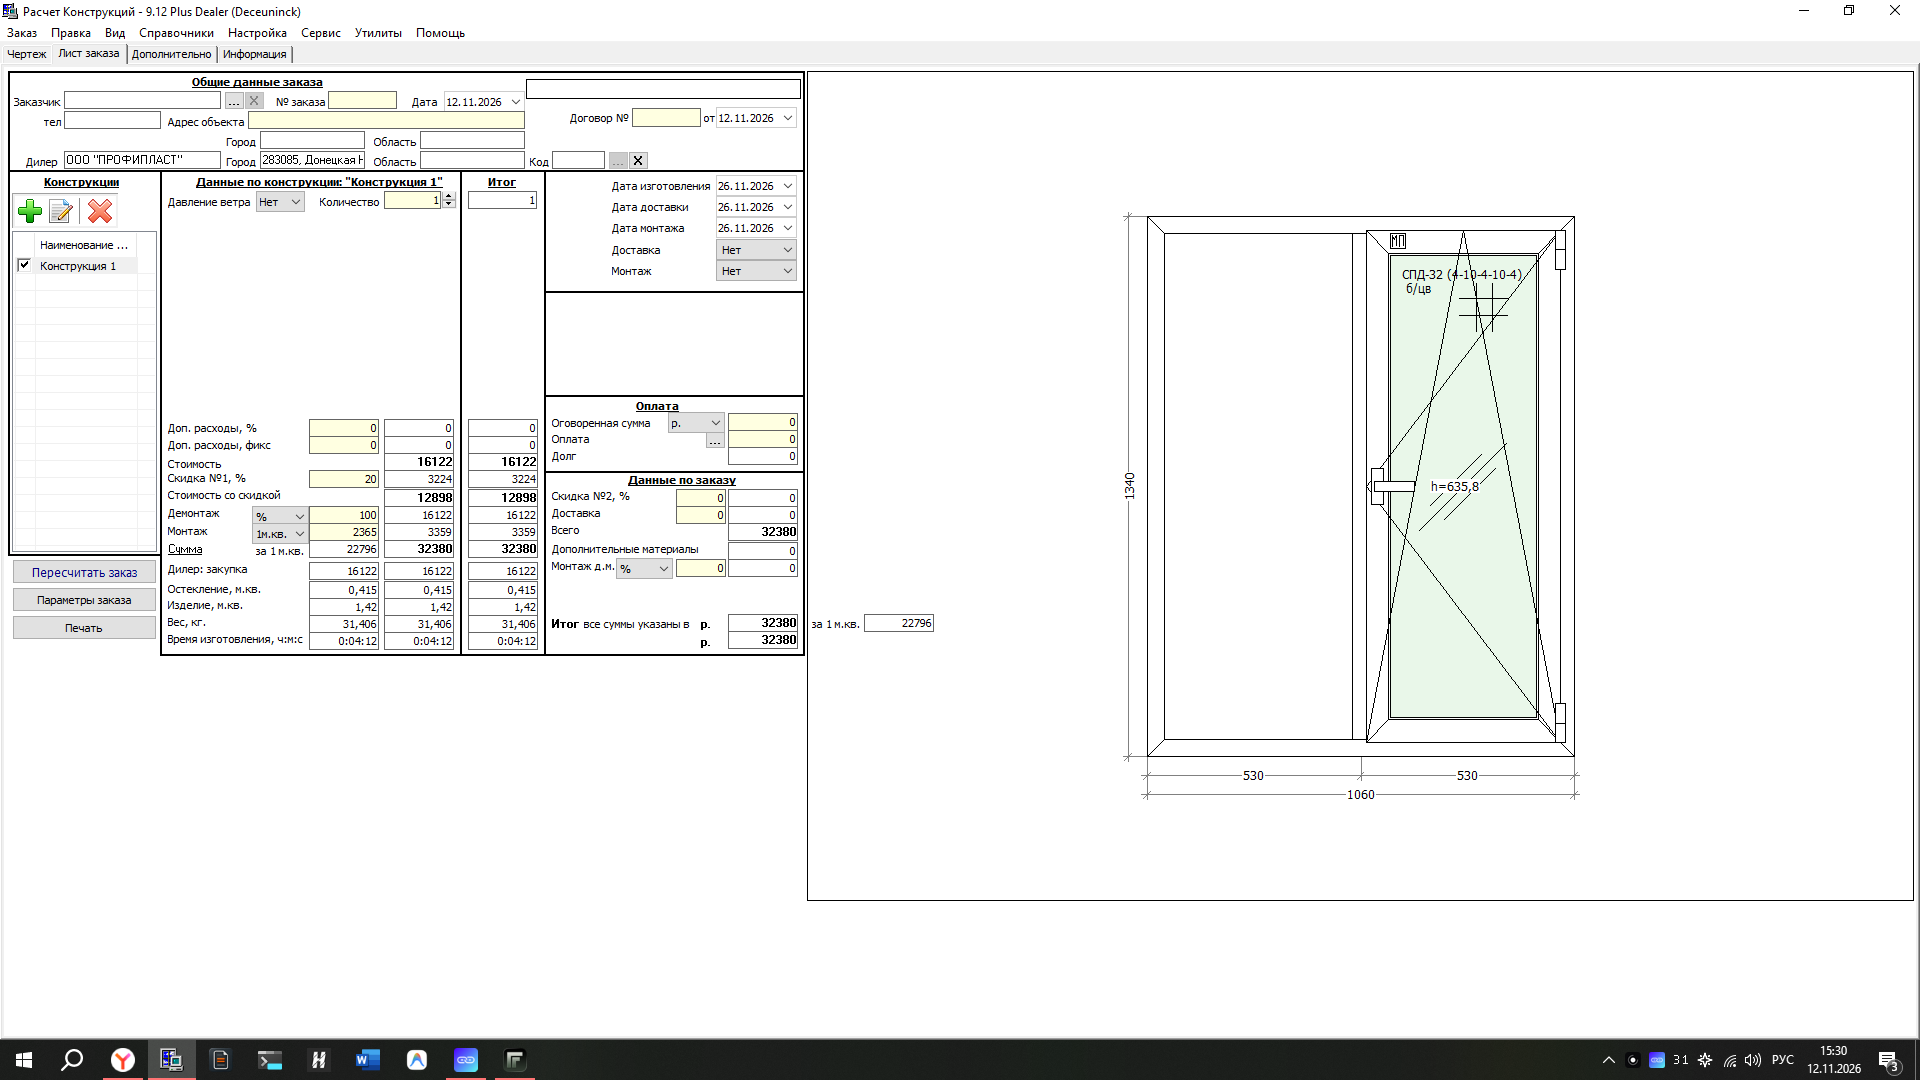 Расчет Конструкций - 9.12 Plus Dealer (Deceuninck)
Заказ Правка Вид Справочники Настройка Сервис Утилиты Помощь
Чертеж Лист заказа Дополнительно Информация
Общие данные заказа
Заказчик ... X № заказа Дата 12.11.2026
тел Адрес объекта Договор № от 12.11.2026
Город Область
Дилер ООО "ПРОФИПЛАСТ" Город 283085, Донецкая Область Код ... X
Конструкции
Наименование ...
Конструкция 1
Пересчитать заказ
Параметры заказа
Печать
Данные по конструкции: "Конструкция 1" Итог
Давление ветра Нет Количество 1 1
Доп. расходы, % 0 0 0
Доп. расходы, фикс 0 0 0
Стоимость 16122 16122
Скидка №1, % 20 3224 3224
Стоимость со скидкой 12898 12898
Демонтаж % 100 16122 16122
Монтаж 1м.кв. 2365 3359 3359
Сумма за 1 м.кв. 22796 32380 32380
Дилер: закупка 16122 16122 16122
Остекление, м.кв. 0,415 0,415 0,415
Изделие, м.кв. 1,42 1,42 1,42
Вес, кг. 31,406 31,406 31,406
Время изготовления, ч:м:с 0:04:12 0:04:12 0:04:12
Дата изготовления 26.11.2026
Дата доставки 26.11.2026
Дата монтажа 26.11.2026
Доставка Нет
Монтаж Нет
Оплата
Оговоренная сумма р. 0
Оплата ... 0
Долг 0
Данные по заказу
Скидка №2, % 0 0
Доставка 0 0
Всего 32380
Дополнительные материалы 0
Монтаж д.м. % 0 0
Итог все суммы указаны в р. 32380 за 1 м.кв. 22796
р. 32380
МП
СПД-32 (4-10-4-10-4)
б/цв
h=635,8
1340
530 530
1060
31 РУС 15:30
12.11.2026
3